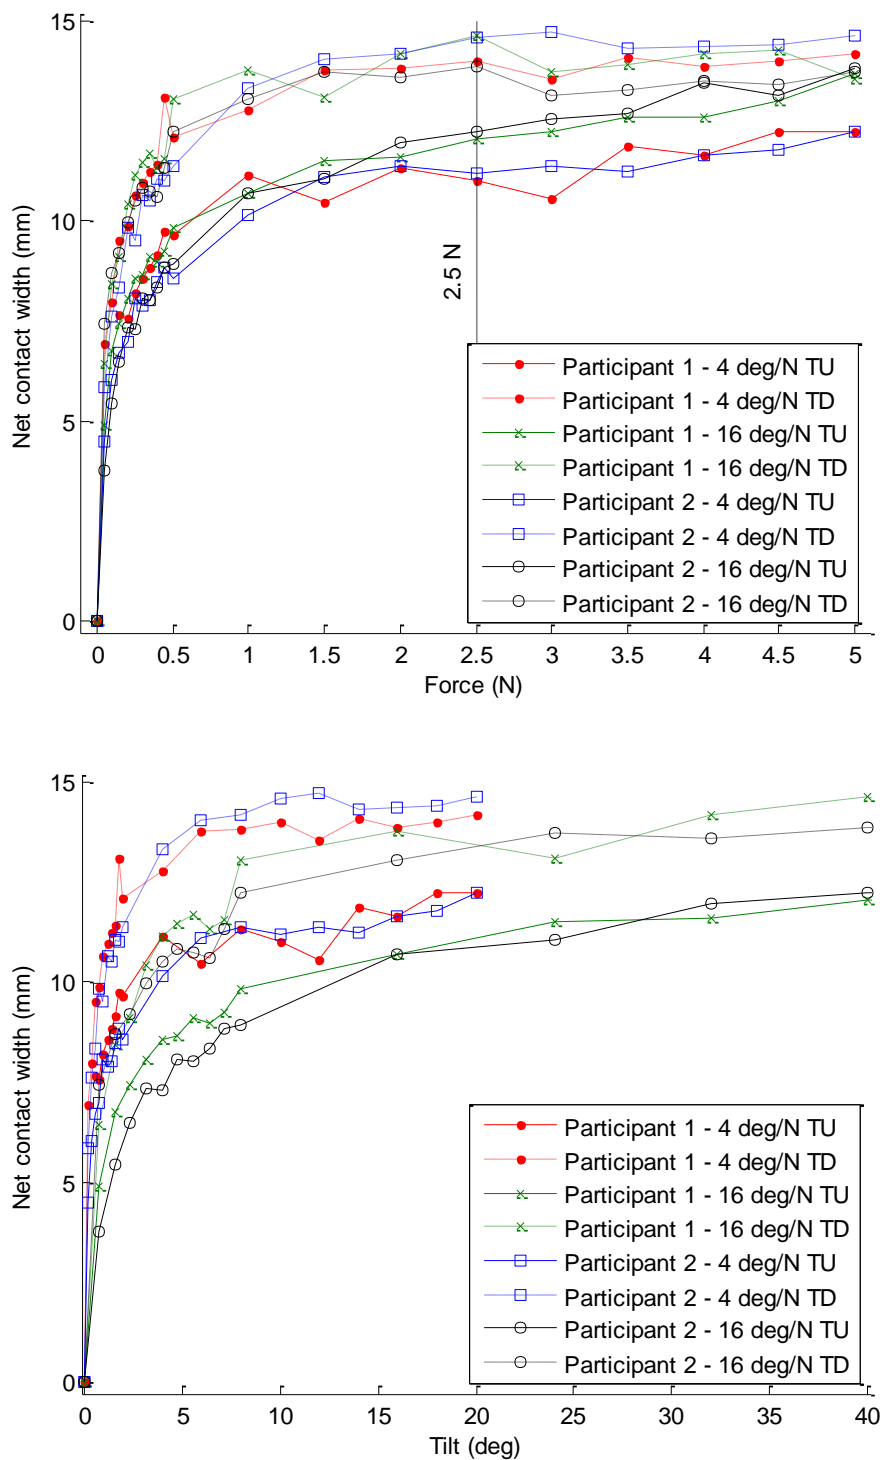 15
10
5
0
Net contact width (mm)
2.5 N
Participant 1 - 4 deg/N TU
Participant 1 - 4 deg/N TD
Participant 1 - 16 deg/N TU
Participant 1 - 16 deg/N TD
Participant 2 - 4 deg/N TU
Participant 2 - 4 deg/N TD
Participant 2 - 16 deg/N TU
Participant 2 - 16 deg/N TD
0 0.5 1 1.5 2 2.5 3 3.5 4 4.5 5
Force (N)
15
10
5
0
Net contact width (mm)
Participant 1 - 4 deg/N TU
Participant 1 - 4 deg/N TD
Participant 1 - 16 deg/N TU
Participant 1 - 16 deg/N TD
Participant 2 - 4 deg/N TU
Participant 2 - 4 deg/N TD
Participant 2 - 16 deg/N TU
Participant 2 - 16 deg/N TD
0 5 10 15 20 25 30 35 40
Tilt (deg)